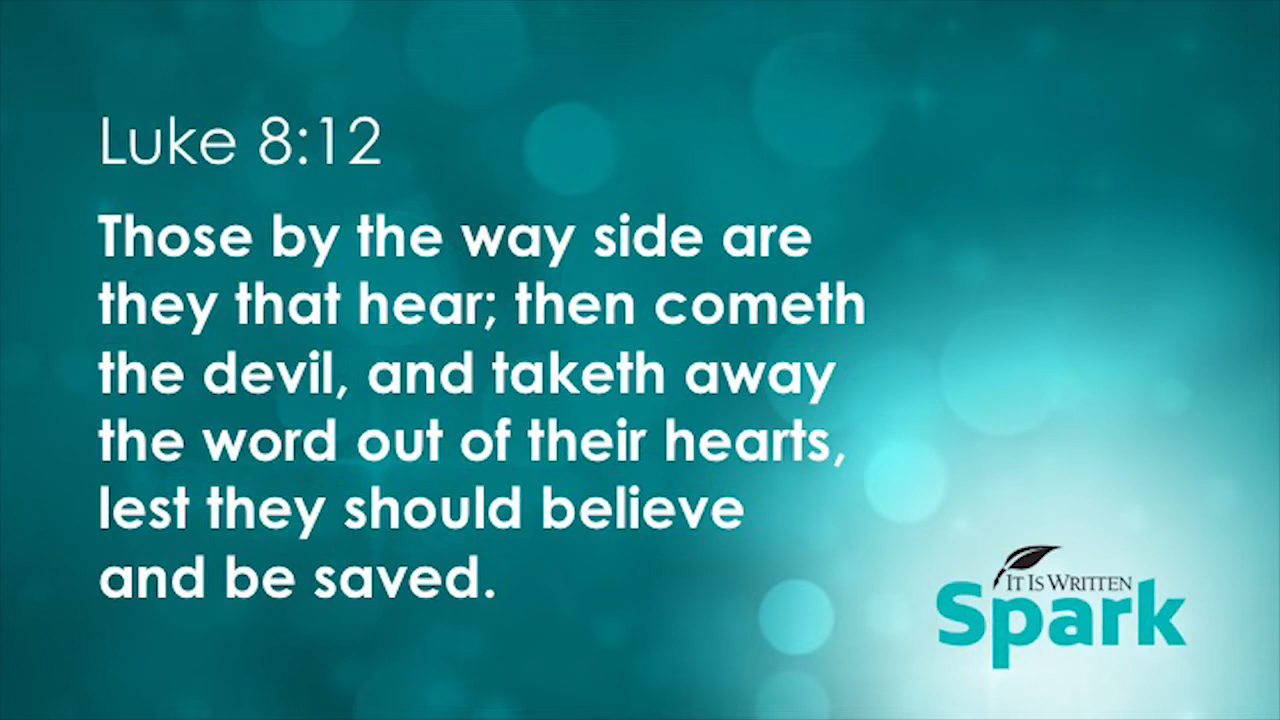 Luke 8:12
Those by the way side are
they that hear; then cometh
the devil, and taketh away
the word out of their hearts,
lest they should believe
and be saved.
IT IS WRITTEN
Spark